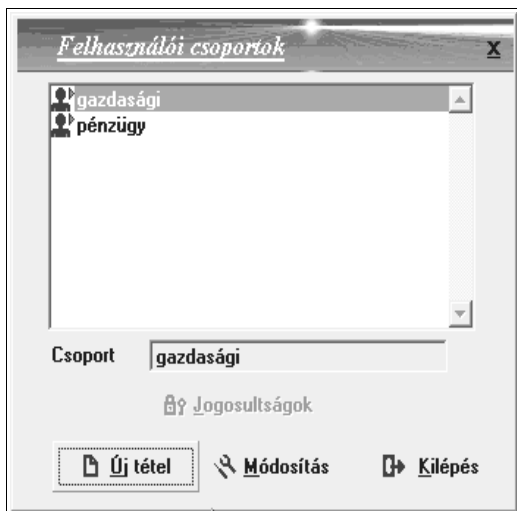 Felhasználói csoportok x
gazdasági
pénzügy
Csoport gazdasági
Jogosultságok
Új tétel Módosítás Kilépés